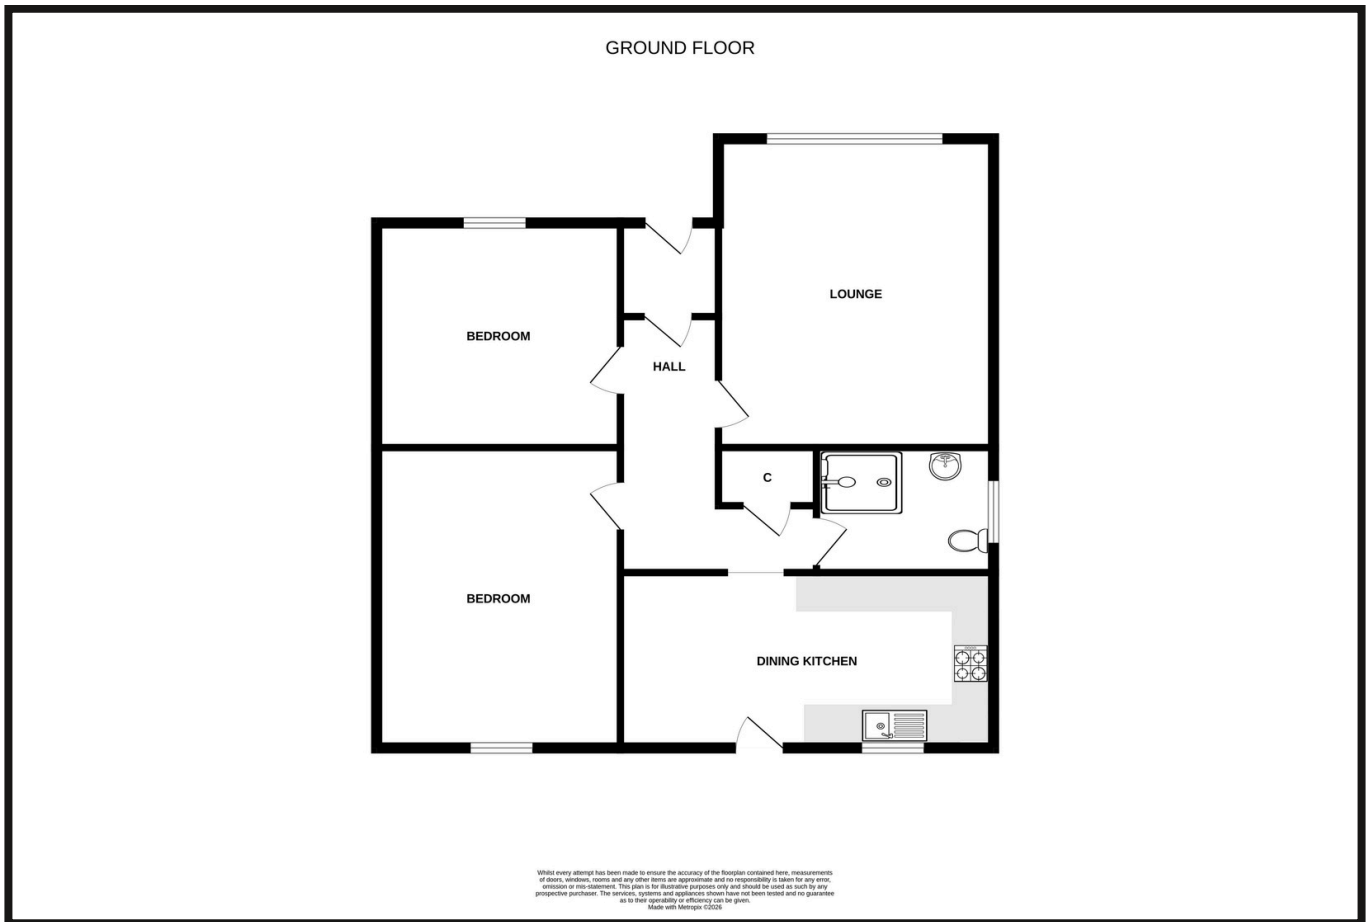 GROUND FLOOR
LOUNGE
BEDROOM
HALL
C
BEDROOM
DINING KITCHEN
Whilst every attempt has been made to ensure the accuracy of the floorplan contained here, measurements
of doors, windows, rooms and any other items are approximate and no responsibility is taken for any error,
omission or mis-statement. This plan is for illustrative purposes only and should be used as such by any
prospective purchaser. The services, systems and appliances shown have not been tested and no guarantee
as to their operability or efficiency can be given.
Made with Metropix ©2026